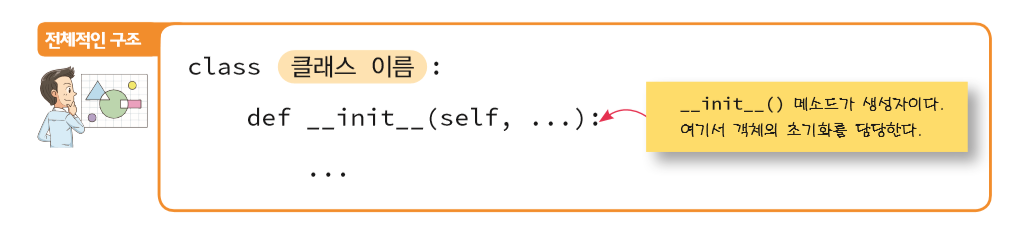 전체적인 구조
class 클래스 이름 :
def __init__(self, ...):
...
__init__() 메소드가 생성자이다.
여기서 객체의 초기화를 담당한다.